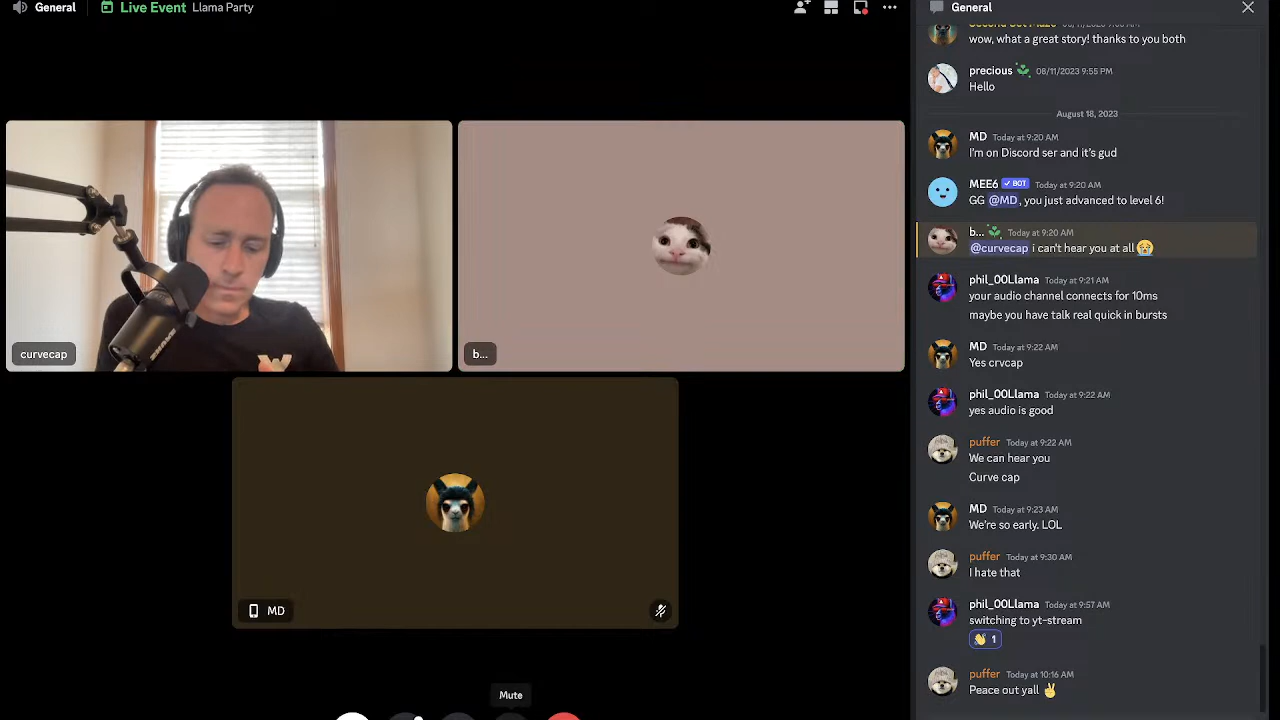 General
Live Event
Llama Party
curvecap
b...
MD
Mute
General
wow, what a great story! thanks to you both
precious 08/11/2023 9:55 PM
Hello
August 18, 2023
MD Today at 9:20 AM
I'm on Discord ser and it's gud
MEE6 BOT Today at 9:20 AM
GG @MD, you just advanced to level 6!
b... Today at 9:20 AM
@curvecap i can't hear you at all
phil_00Llama Today at 9:21 AM
your audio channel connects for 10ms
maybe you have talk real quick in bursts
MD Today at 9:22 AM
Yes crvcap
phil_00Llama Today at 9:22 AM
yes audio is good
puffer Today at 9:22 AM
We can hear you
Curve cap
MD Today at 9:23 AM
We're so early. LOL
puffer Today at 9:30 AM
I hate that
phil_00Llama Today at 9:57 AM
switching to yt-stream
1
puffer Today at 10:16 AM
Peace out yall